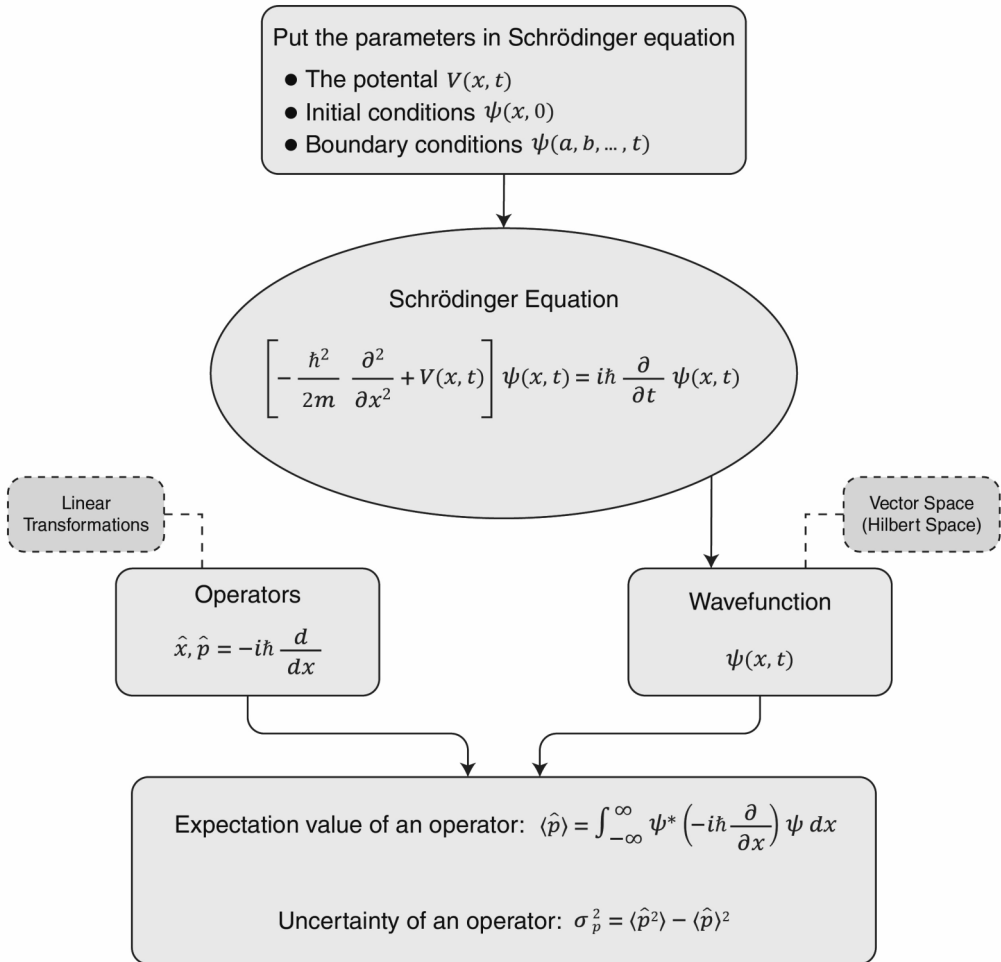 Put the parameters in Schrödinger equation
● The potental V(x, t)
● Initial conditions ψ(x, 0)
● Boundary conditions ψ(a, b, ... , t)
Schrödinger Equation
[-ħ²/2m ∂²/∂x² + V(x, t)] ψ(x, t) = iħ ∂/∂t ψ(x, t)
Linear
Transformations
Vector Space
(Hilbert Space)
Operators
x̂, p̂ = -iħ d/dx
Wavefunction
ψ(x, t)
Expectation value of an operator: ⟨p̂⟩ = ∫_{-∞}^{∞} ψ* (-iħ ∂/∂x) ψ dx
Uncertainty of an operator: σ_p² = ⟨p̂²⟩ - ⟨p̂⟩²